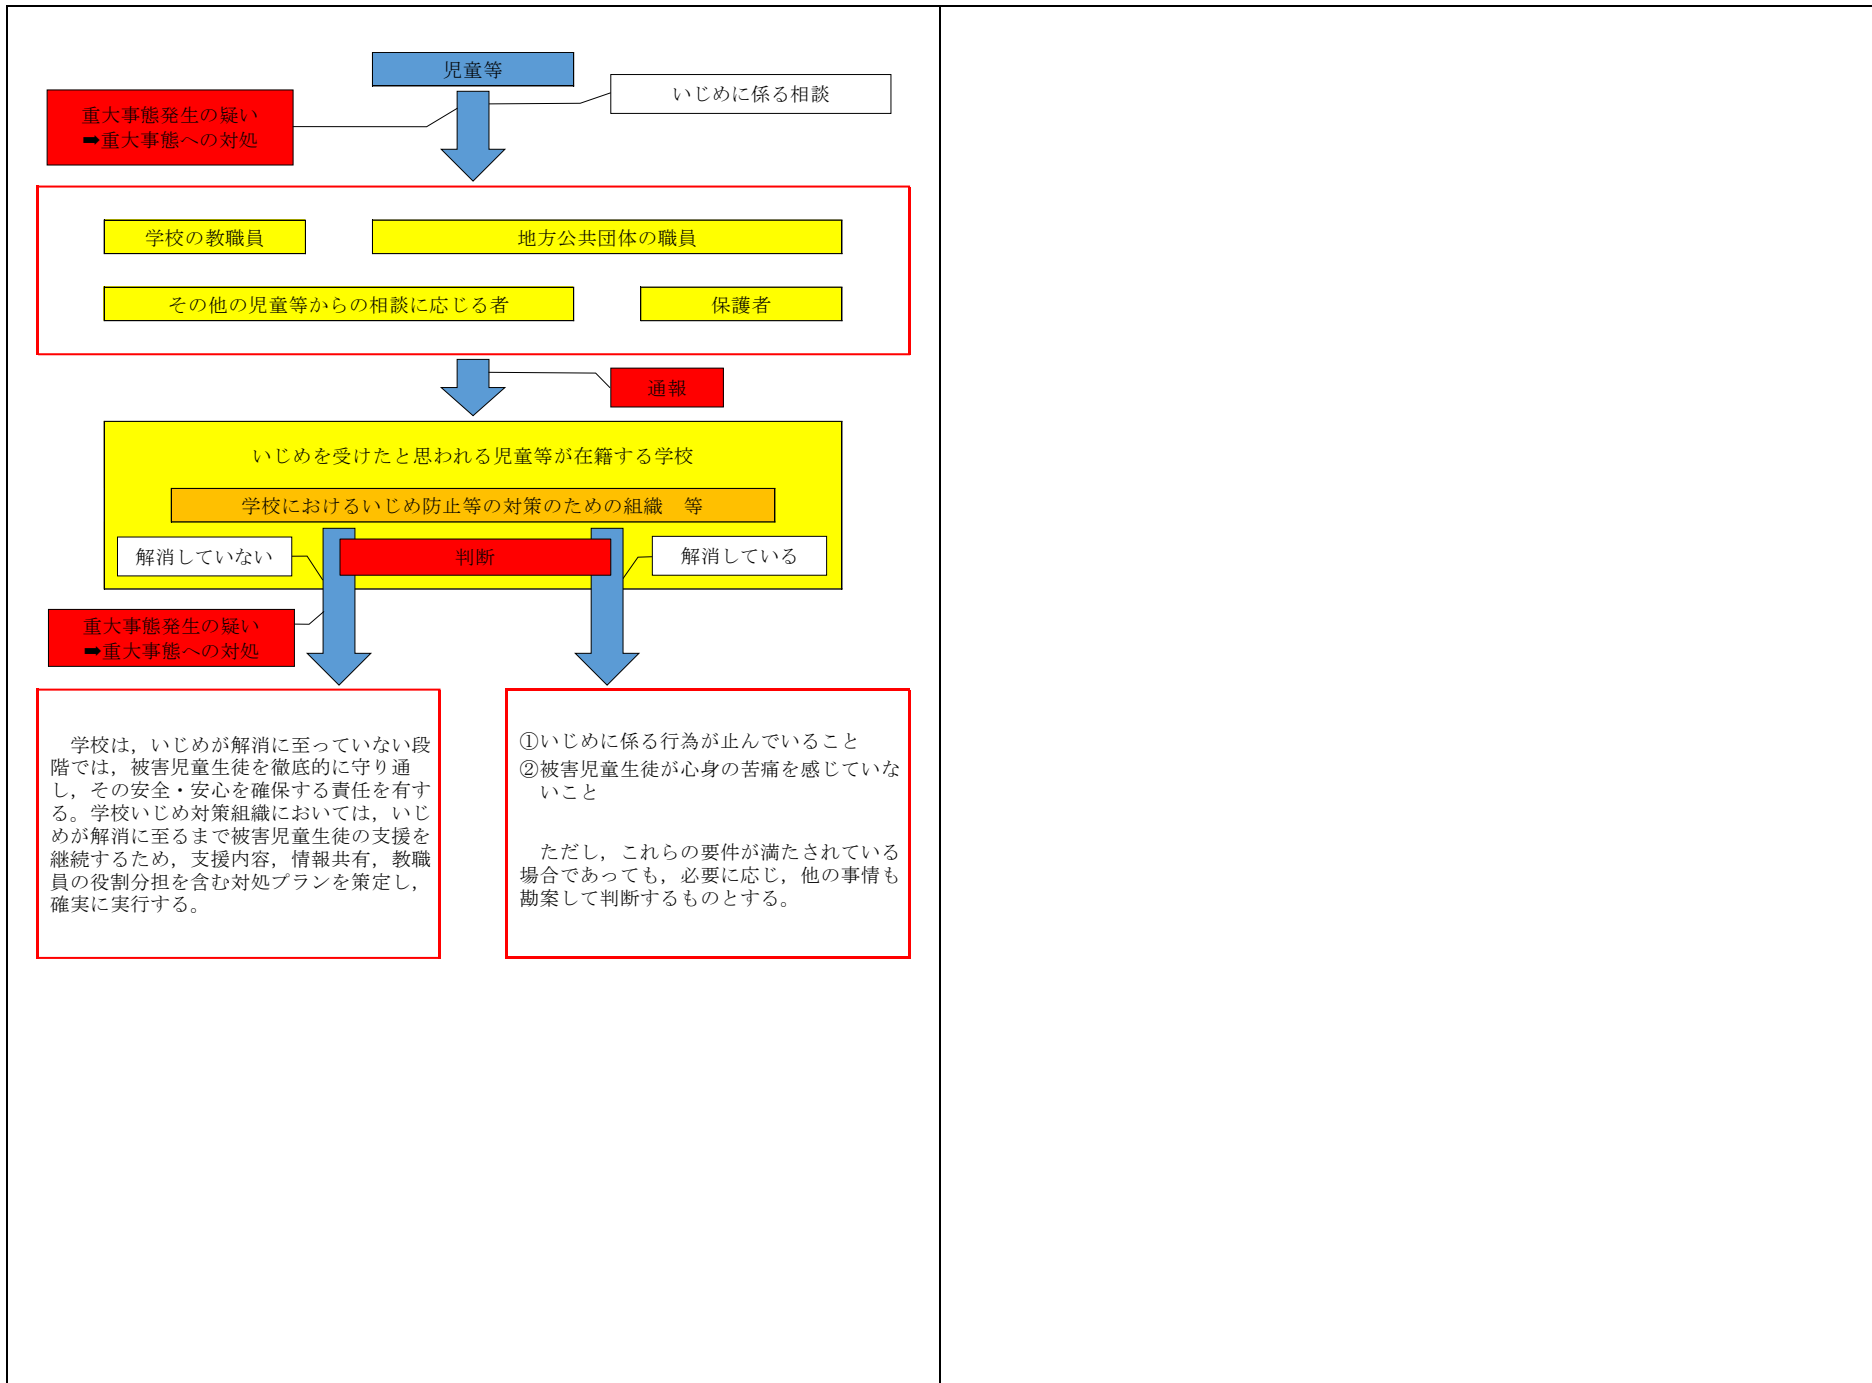 児童等
いじめに係る相談
重大事態発生の疑い
➡重大事態への対処
学校の教職員
地方公共団体の職員
その他の児童等からの相談に応じる者
保護者
通報
いじめを受けたと思われる児童等が在籍する学校
学校におけるいじめ防止等の対策のための組織　等
解消していない
判断
解消している
重大事態発生の疑い
➡重大事態への対処
　学校は，いじめが解消に至っていない段
階では，被害児童生徒を徹底的に守り通
し，その安全・安心を確保する責任を有す
る。学校いじめ対策組織においては，いじ
めが解消に至るまで被害児童生徒の支援を
継続するため，支援内容，情報共有，教職
員の役割分担を含む対処プランを策定し，
確実に実行する。
①いじめに係る行為が止んでいること
②被害児童生徒が心身の苦痛を感じていな
　いこと
　ただし，これらの要件が満たされている
場合であっても，必要に応じ，他の事情も
勘案して判断するものとする。